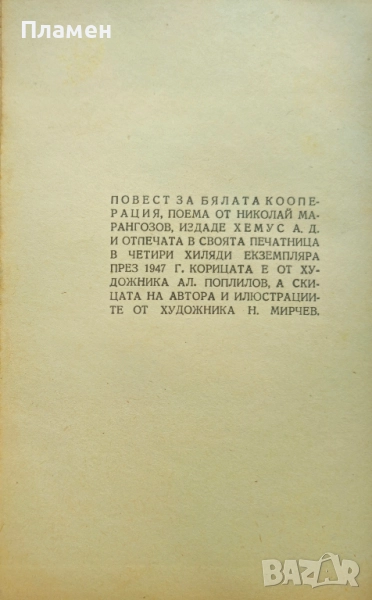 Пламен
ПОВЕСТ ЗА БЯЛАТА КООПЕ-
РАЦИЯ, ПОЕМА ОТ НИКОЛАЙ МА-
РАНГОЗОВ, ИЗДАДЕ ХЕМУС А. Д.
И ОТПЕЧАТА В СВОЯТА ПЕЧАТНИЦА
В ЧЕТИРИ ХИЛЯДИ ЕКЗЕМПЛЯРА
ПРЕЗ 1947 Г. КОРИЦАТА Е ОТ ХУ-
ДОЖНИКА АЛ. ПОПЛИЛОВ, А СКИ-
ЦАТА НА АВТОРА И ИЛЮСТРАЦИИ-
ТЕ ОТ ХУДОЖНИКА Н. МИРЧЕВ.
BAZAR